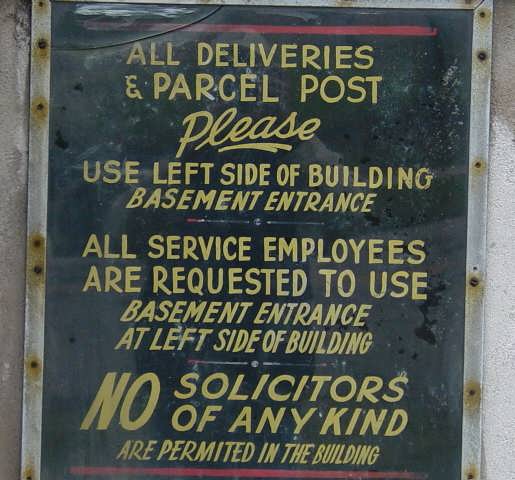 ALL DELIVERIES
& PARCEL POST
Please
USE LEFT SIDE OF BUILDING
BASEMENT ENTRANCE
ALL SERVICE EMPLOYEES
ARE REQUESTED TO USE
BASEMENT ENTRANCE
AT LEFT SIDE OF BUILDING
NO SOLICITORS
OF ANY KIND
ARE PERMITED IN THE BUILDING